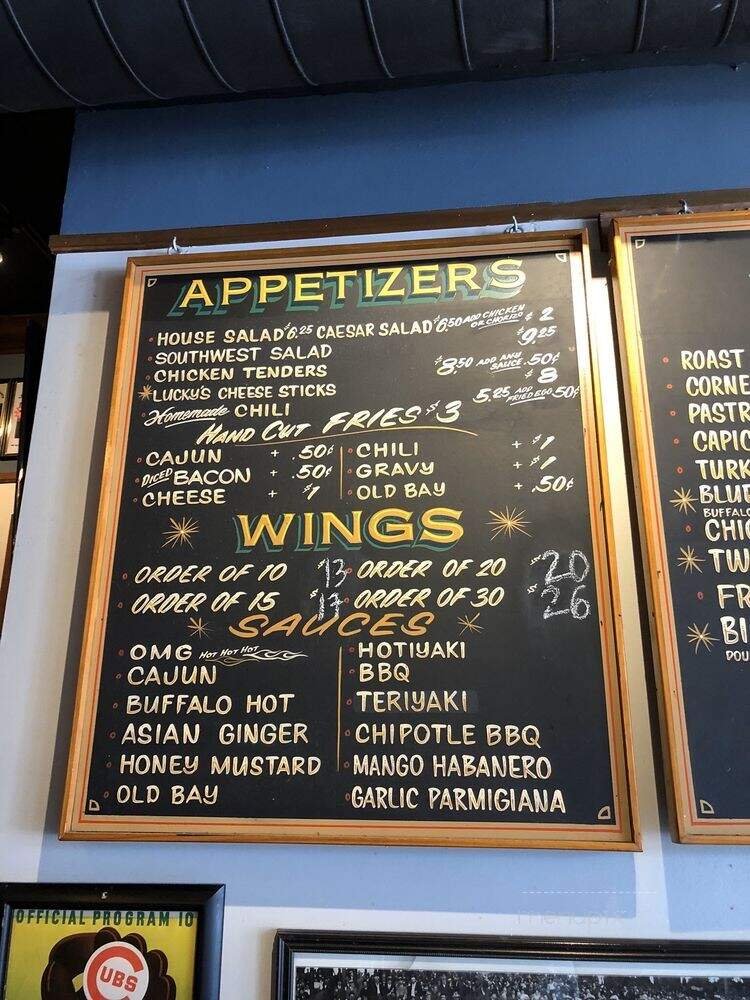 APPETIZERS
HOUSE SALAD $6.25 CAESAR SALAD $6.50 ADD CHICKEN OR CHORIZO $2
SOUTHWEST SALAD $9.25
CHICKEN TENDERS $8.50 ADD ANY SAUCE .50¢
LUCKY'S CHEESE STICKS $8
Homemade CHILI 5.25 ADD FRIED EGG .50¢
HAND CUT FRIES $3
CAJUN + .50¢ CHILI + $1
DICED BACON + .50¢ GRAVY + $1
CHEESE + $1 OLD BAY + .50¢
WINGS
ORDER OF 10 $13 ORDER OF 20 $20
ORDER OF 15 $17 ORDER OF 30 $26
SAUCES
OMG HOT HOT HOT HOTIYAKI
CAJUN BBQ
BUFFALO HOT TERIYAKI
ASIAN GINGER CHIPOTLE BBQ
HONEY MUSTARD MANGO HABANERO
OLD BAY GARLIC PARMIGIANA
ROAST
CORNE
PASTR
CAPIC
TURK
BLUE
BUFFALO
CHI
TW
FR
BI
DOU
OFFICIAL PROGRAM 10
CUBS